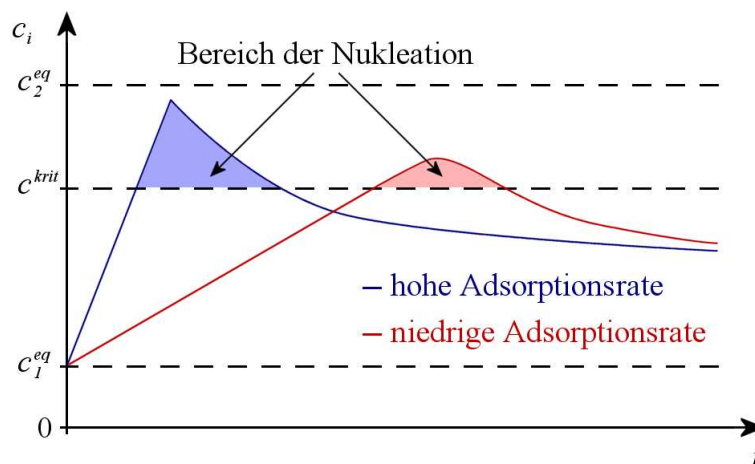 c_i
Bereich der Nukleation
c_2^{eq}
c^{krit}
– hohe Adsorptionsrate
– niedrige Adsorptionsrate
c_1^{eq}
0